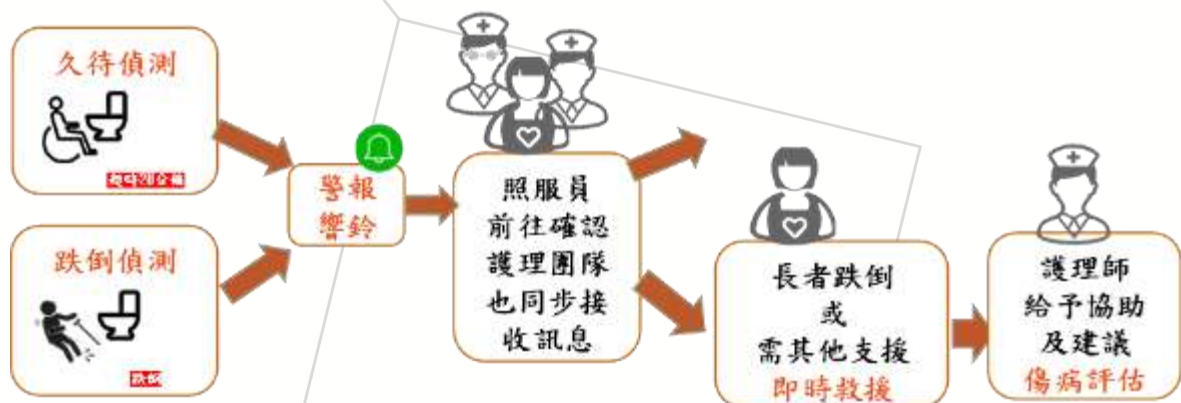 久待偵測
跌倒偵測
跌倒
警報
響鈴
照服員
前往確認
護理團隊
也同步接
收訊息
長者跌倒
或
需其他支援
即時救援
護理師
給予協助
及建議
傷病評估